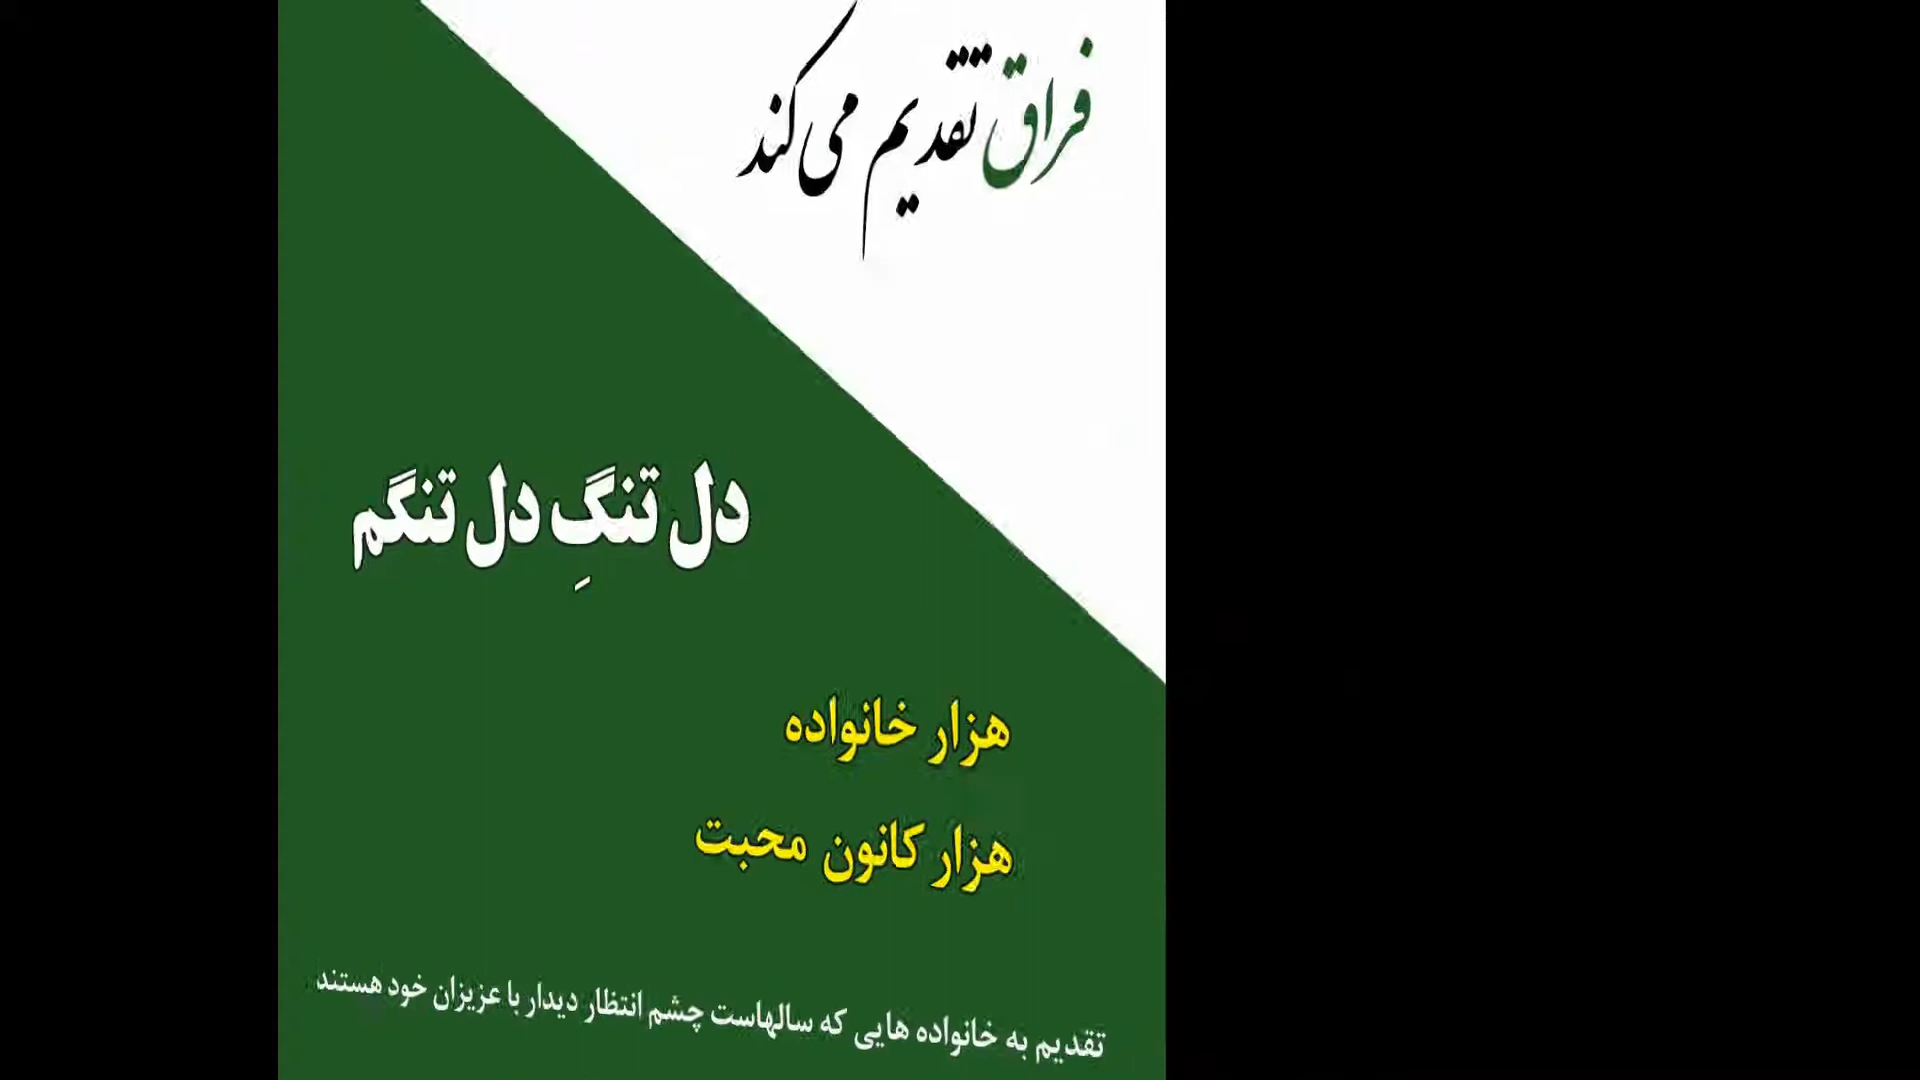 فراق تقدیم می‌کند
دل تنگِ دل تنگم
هزار خانواده
هزار کانون محبت
تقدیم به خانواده هایی که سالهاست چشم انتظار دیدار با عزیزان خود هستند